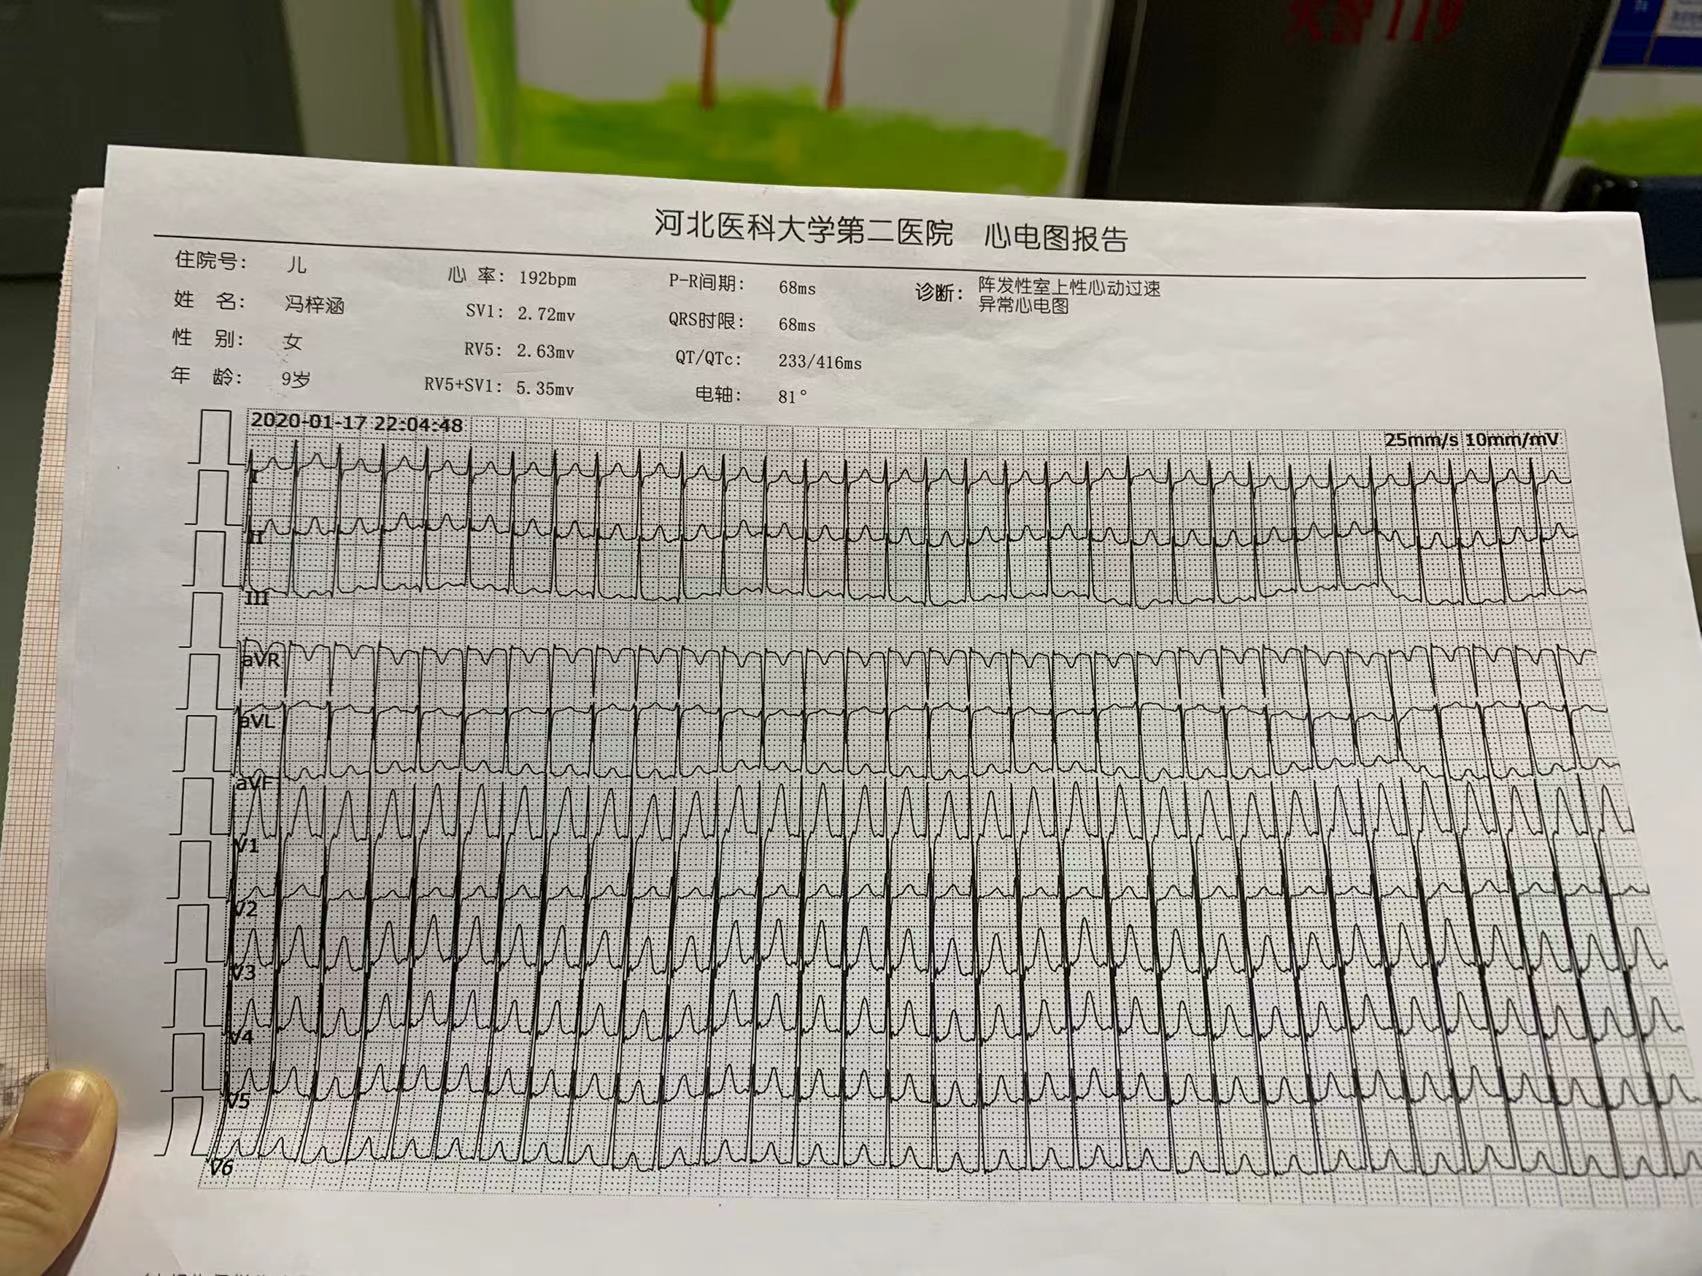 火警119
河北医科大学第二医院 心电图报告
住院号： 儿
姓 名： 冯梓涵
性 别： 女
年 龄： 9岁
心 率： 192bpm
SV1: 2.72mv
RV5: 2.63mv
RV5+SV1: 5.35mv
P-R间期： 68ms
QRS时限： 68ms
QT/QTc: 233/416ms
电轴： 81°
诊断： 阵发性室上性心动过速
异常心电图
2020-01-17 22:04:48
25mm/s 10mm/mV
I
II
III
aVR
aVL
aVF
V1
V2
V3
V4
V5
V6